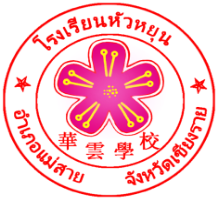 โรงเรียนหัวหยุน
華雲學校
อำเภอแม่สาย
จังหวัดเชียงราย